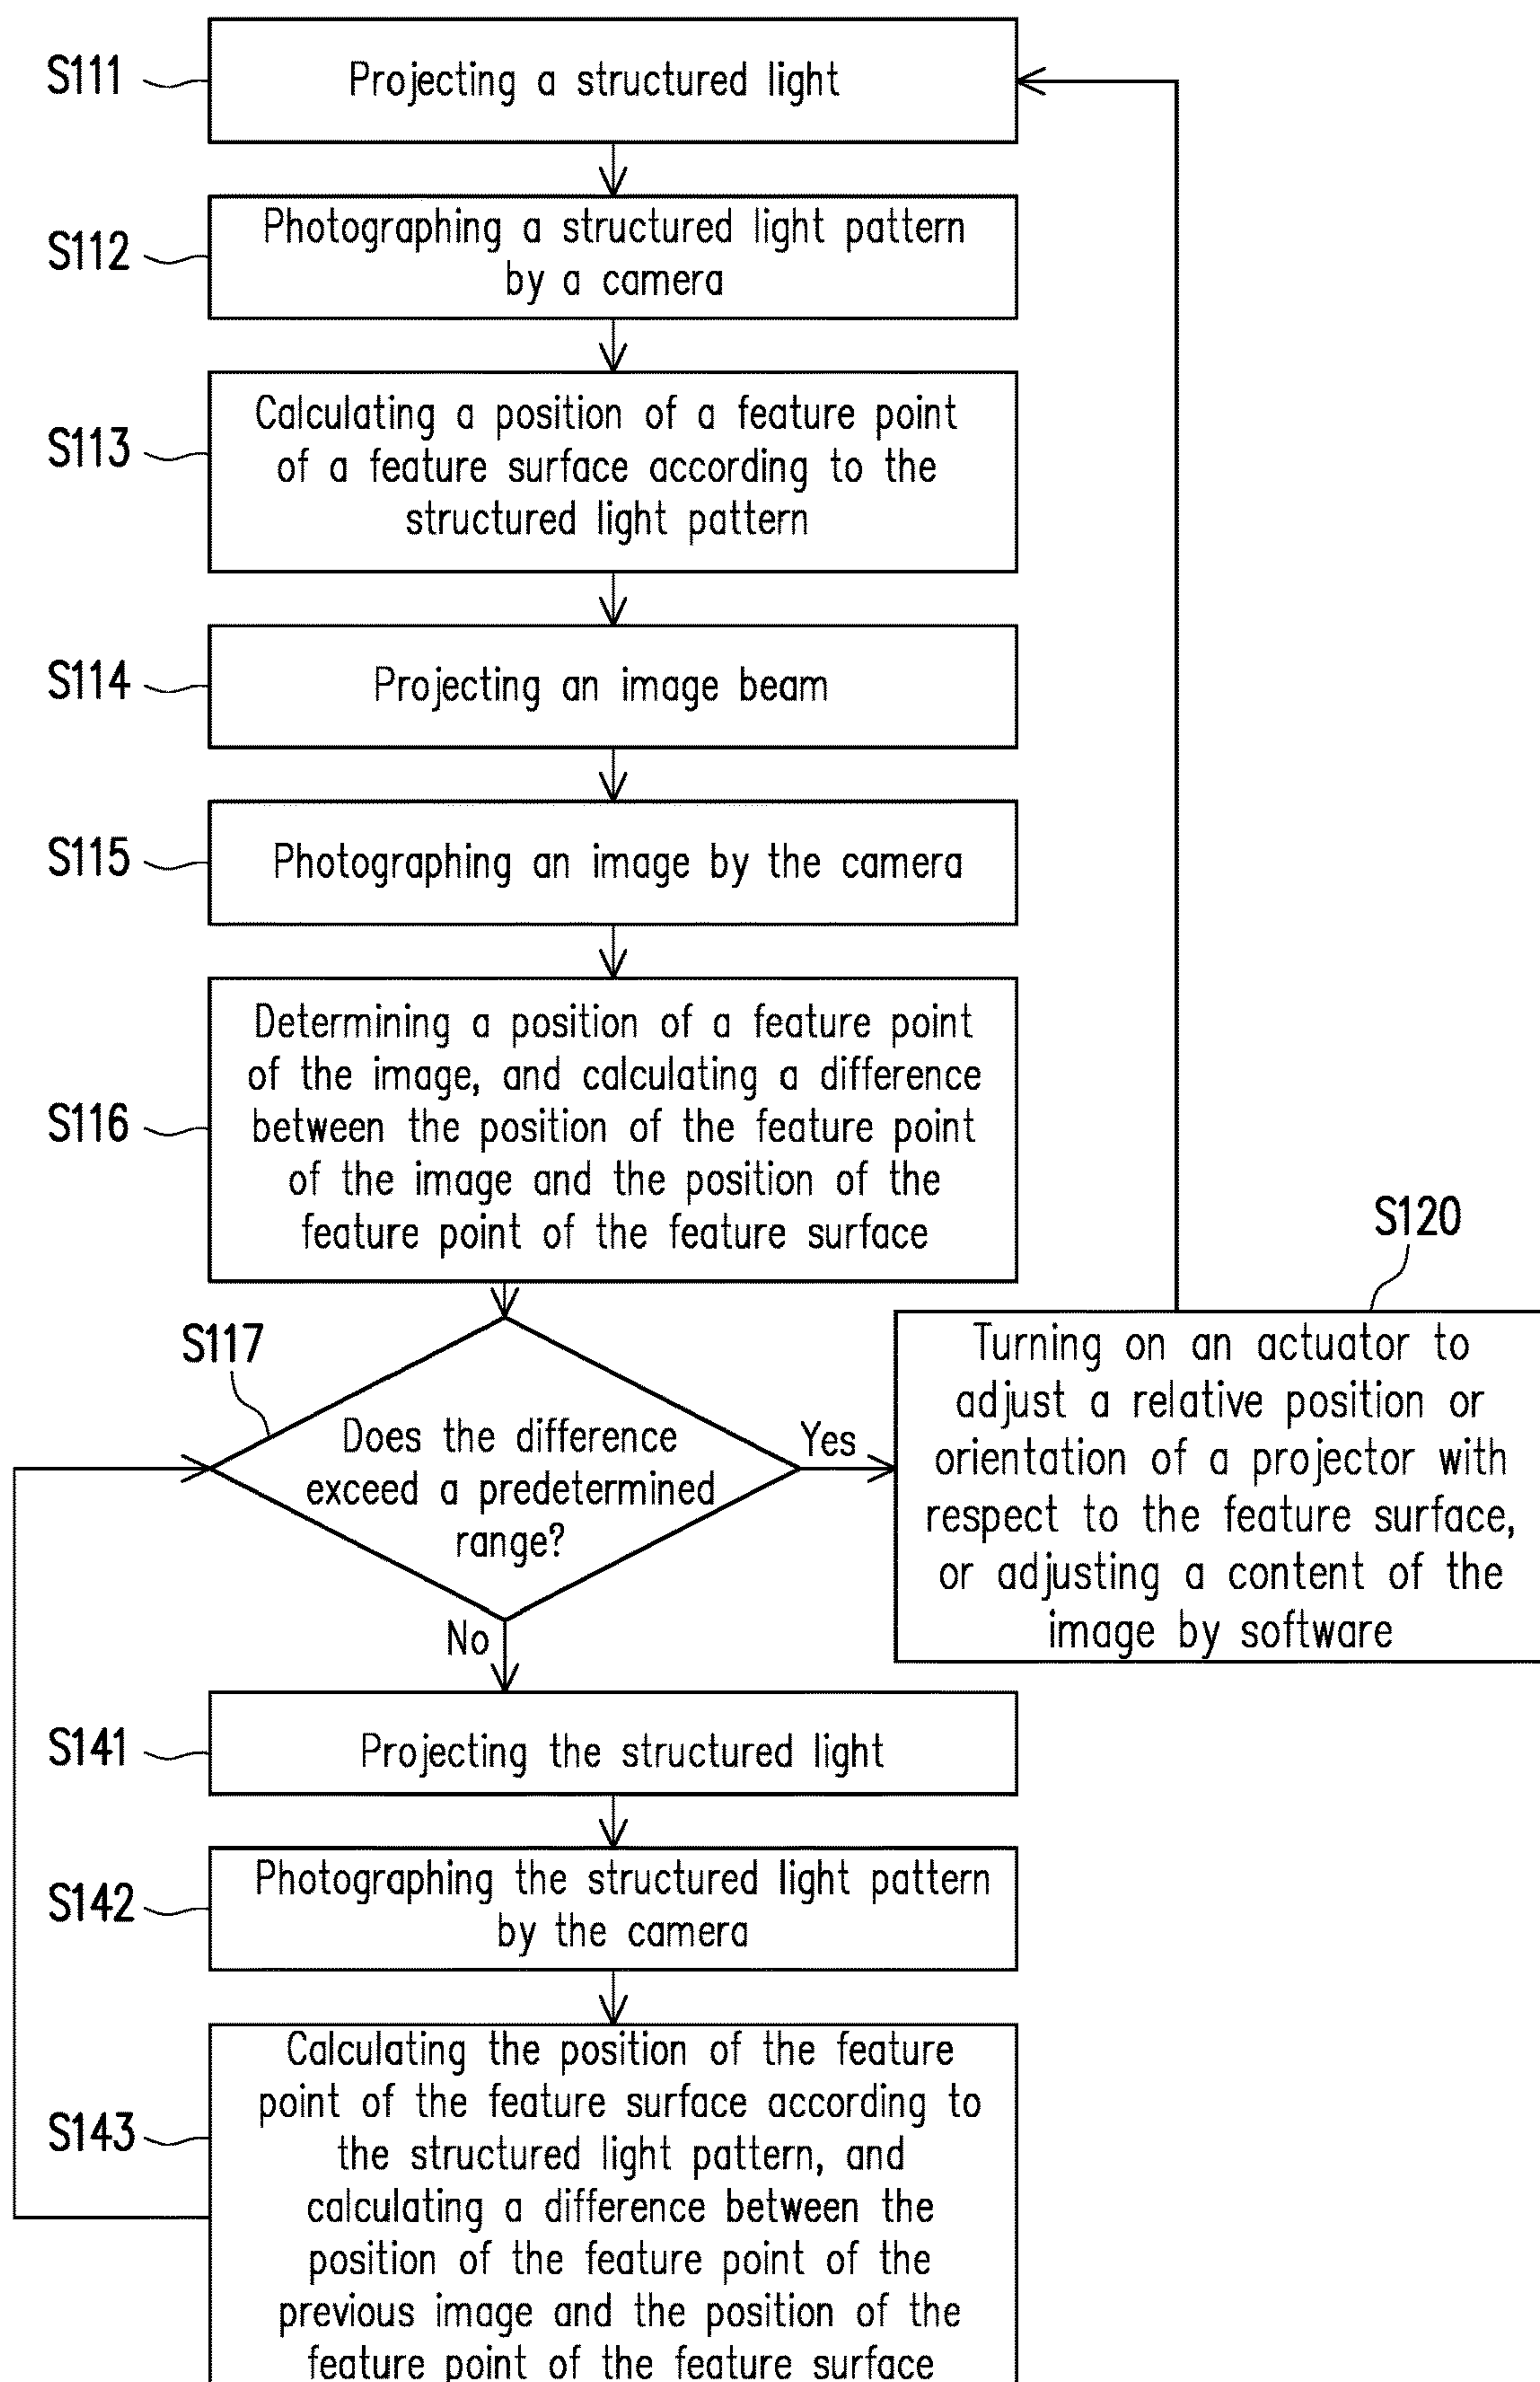 S111
Projecting a structured light
S112
Photographing a structured light pattern
by a camera
S113
Calculating a position of a feature point
of a feature surface according to the
structured light pattern
S114
Projecting an image beam
S115
Photographing an image by the camera
S116
Determining a position of a feature point
of the image, and calculating a difference
between the position of the feature point
of the image and the position of the
feature point of the feature surface
S117
Does the difference
exceed a predetermined
range?
Yes
S120
Turning on an actuator to
adjust a relative position or
orientation of a projector with
respect to the feature surface,
or adjusting a content of the
image by software
No
S141
Projecting the structured light
S142
Photographing the structured light pattern
by the camera
S143
Calculating the position of the feature
point of the feature surface according to
the structured light pattern, and
calculating a difference between the
position of the feature point of the
previous image and the position of the
feature point of the feature surface